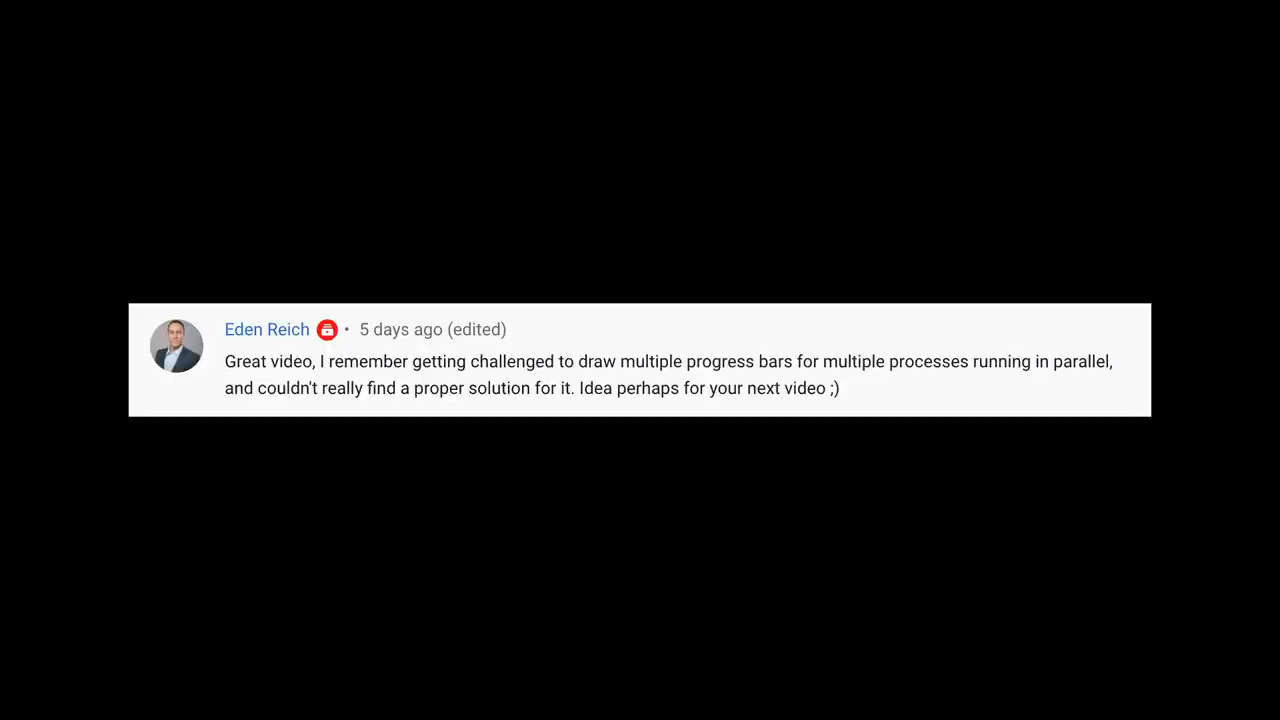 Eden Reich • 5 days ago (edited)
Great video, I remember getting challenged to draw multiple progress bars for multiple processes running in parallel,
and couldn't really find a proper solution for it. Idea perhaps for your next video ;)